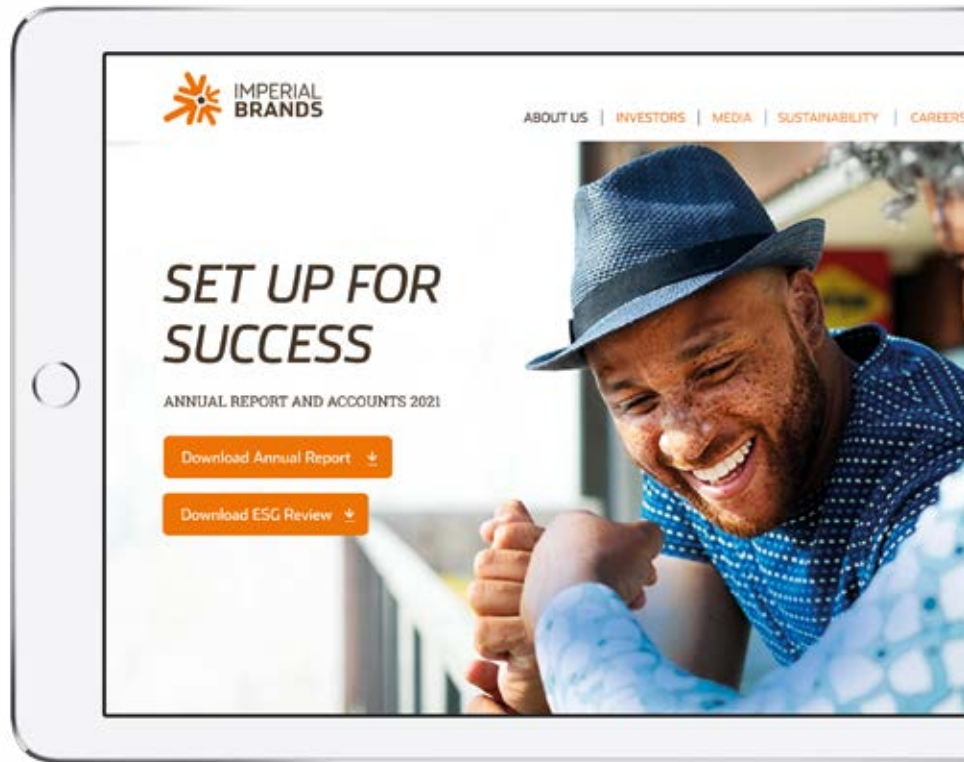 IMPERIAL
BRANDS
ABOUT US | INVESTORS | MEDIA | SUSTAINABILITY | CAREERS
SET UP FOR
SUCCESS
ANNUAL REPORT AND ACCOUNTS 2021
Download Annual Report
Download ESG Review